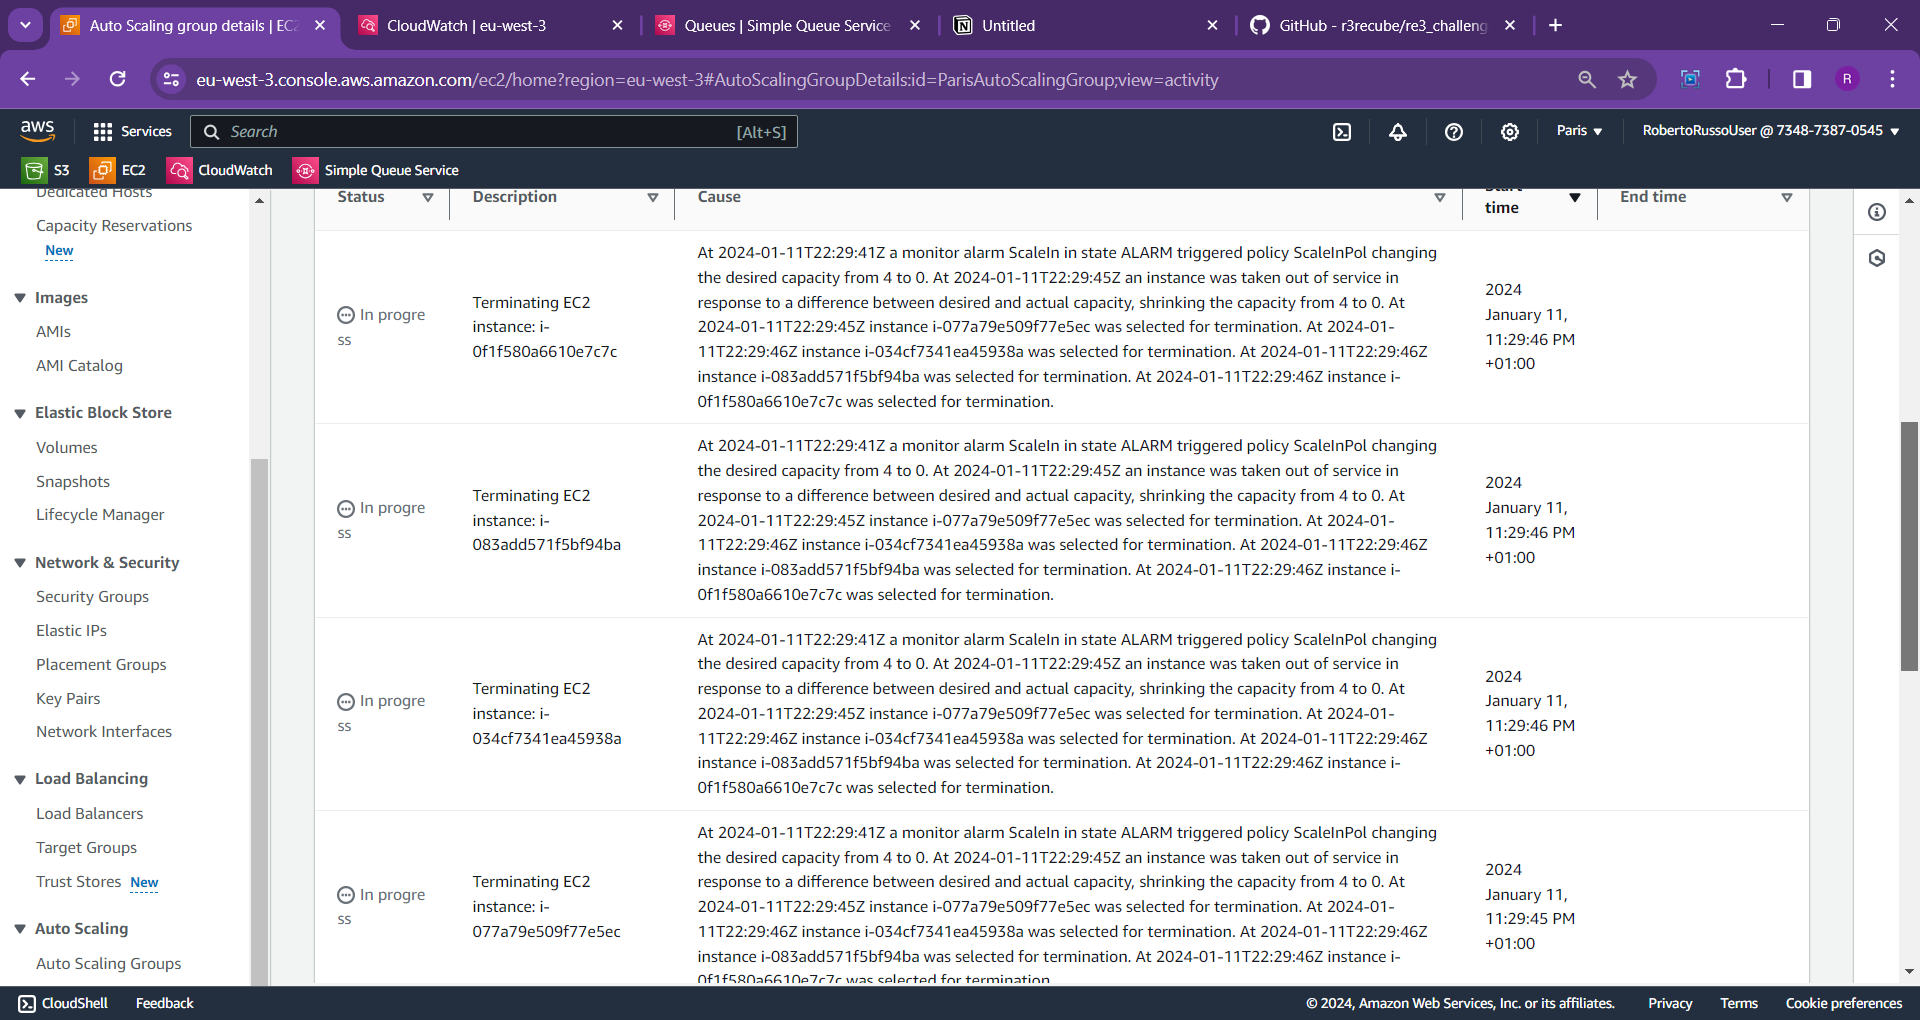 Auto Scaling group details | EC2
CloudWatch | eu-west-3
Queues | Simple Queue Service
Untitled
GitHub - r3recube/re3_challeng
eu-west-3.console.aws.amazon.com/ec2/home?region=eu-west-3#AutoScalingGroupDetails:id=ParisAutoScalingGroup;view=activity
R
aws
Services
Search
[Alt+S]
Paris
RobertoRussoUser @ 7348-7387-0545
S3
EC2
CloudWatch
Simple Queue Service
Dedicated Hosts
Capacity Reservations
New
Images
AMIs
AMI Catalog
Elastic Block Store
Volumes
Snapshots
Lifecycle Manager
Network & Security
Security Groups
Elastic IPs
Placement Groups
Key Pairs
Network Interfaces
Load Balancing
Load Balancers
Target Groups
Trust Stores New
Auto Scaling
Auto Scaling Groups
Status
Description
Cause
Start
time
End time
In progre
ss
Terminating EC2
instance: i-
0f1f580a6610e7c7c
At 2024-01-11T22:29:41Z a monitor alarm ScaleIn in state ALARM triggered policy ScaleInPol changing
the desired capacity from 4 to 0. At 2024-01-11T22:29:45Z an instance was taken out of service in
response to a difference between desired and actual capacity, shrinking the capacity from 4 to 0. At
2024-01-11T22:29:45Z instance i-077a79e509f77e5ec was selected for termination. At 2024-01-
11T22:29:46Z instance i-034cf7341ea45938a was selected for termination. At 2024-01-11T22:29:46Z
instance i-083add571f5bf94ba was selected for termination. At 2024-01-11T22:29:46Z instance i-
0f1f580a6610e7c7c was selected for termination.
2024
January 11,
11:29:46 PM
+01:00
In progre
ss
Terminating EC2
instance: i-
083add571f5bf94ba
At 2024-01-11T22:29:41Z a monitor alarm ScaleIn in state ALARM triggered policy ScaleInPol changing
the desired capacity from 4 to 0. At 2024-01-11T22:29:45Z an instance was taken out of service in
response to a difference between desired and actual capacity, shrinking the capacity from 4 to 0. At
2024-01-11T22:29:45Z instance i-077a79e509f77e5ec was selected for termination. At 2024-01-
11T22:29:46Z instance i-034cf7341ea45938a was selected for termination. At 2024-01-11T22:29:46Z
instance i-083add571f5bf94ba was selected for termination. At 2024-01-11T22:29:46Z instance i-
0f1f580a6610e7c7c was selected for termination.
2024
January 11,
11:29:46 PM
+01:00
In progre
ss
Terminating EC2
instance: i-
034cf7341ea45938a
At 2024-01-11T22:29:41Z a monitor alarm ScaleIn in state ALARM triggered policy ScaleInPol changing
the desired capacity from 4 to 0. At 2024-01-11T22:29:45Z an instance was taken out of service in
response to a difference between desired and actual capacity, shrinking the capacity from 4 to 0. At
2024-01-11T22:29:45Z instance i-077a79e509f77e5ec was selected for termination. At 2024-01-
11T22:29:46Z instance i-034cf7341ea45938a was selected for termination. At 2024-01-11T22:29:46Z
instance i-083add571f5bf94ba was selected for termination. At 2024-01-11T22:29:46Z instance i-
0f1f580a6610e7c7c was selected for termination.
2024
January 11,
11:29:46 PM
+01:00
In progre
ss
Terminating EC2
instance: i-
077a79e509f77e5ec
At 2024-01-11T22:29:41Z a monitor alarm ScaleIn in state ALARM triggered policy ScaleInPol changing
the desired capacity from 4 to 0. At 2024-01-11T22:29:45Z an instance was taken out of service in
response to a difference between desired and actual capacity, shrinking the capacity from 4 to 0. At
2024-01-11T22:29:45Z instance i-077a79e509f77e5ec was selected for termination. At 2024-01-
11T22:29:46Z instance i-034cf7341ea45938a was selected for termination. At 2024-01-11T22:29:46Z
instance i-083add571f5bf94ba was selected for termination. At 2024-01-11T22:29:46Z instance i-
0f1f580a6610e7c7c was selected for termination.
2024
January 11,
11:29:45 PM
+01:00
CloudShell
Feedback
© 2024, Amazon Web Services, Inc. or its affiliates.
Privacy
Terms
Cookie preferences